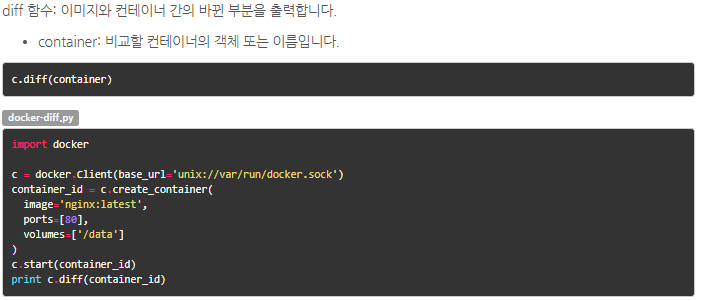 diff 함수: 이미지와 컨테이너 간의 바뀐 부분을 출력합니다.
• container: 비교할 컨테이너의 객체 또는 이름입니다.
c.diff(container)
docker-diff.py
import docker
c = docker.Client(base_url='unix://var/run/docker.sock')
container_id = c.create_container(
  image='nginx:latest',
  ports=[80],
  volumes=['/data']
)
c.start(container_id)
print c.diff(container_id)